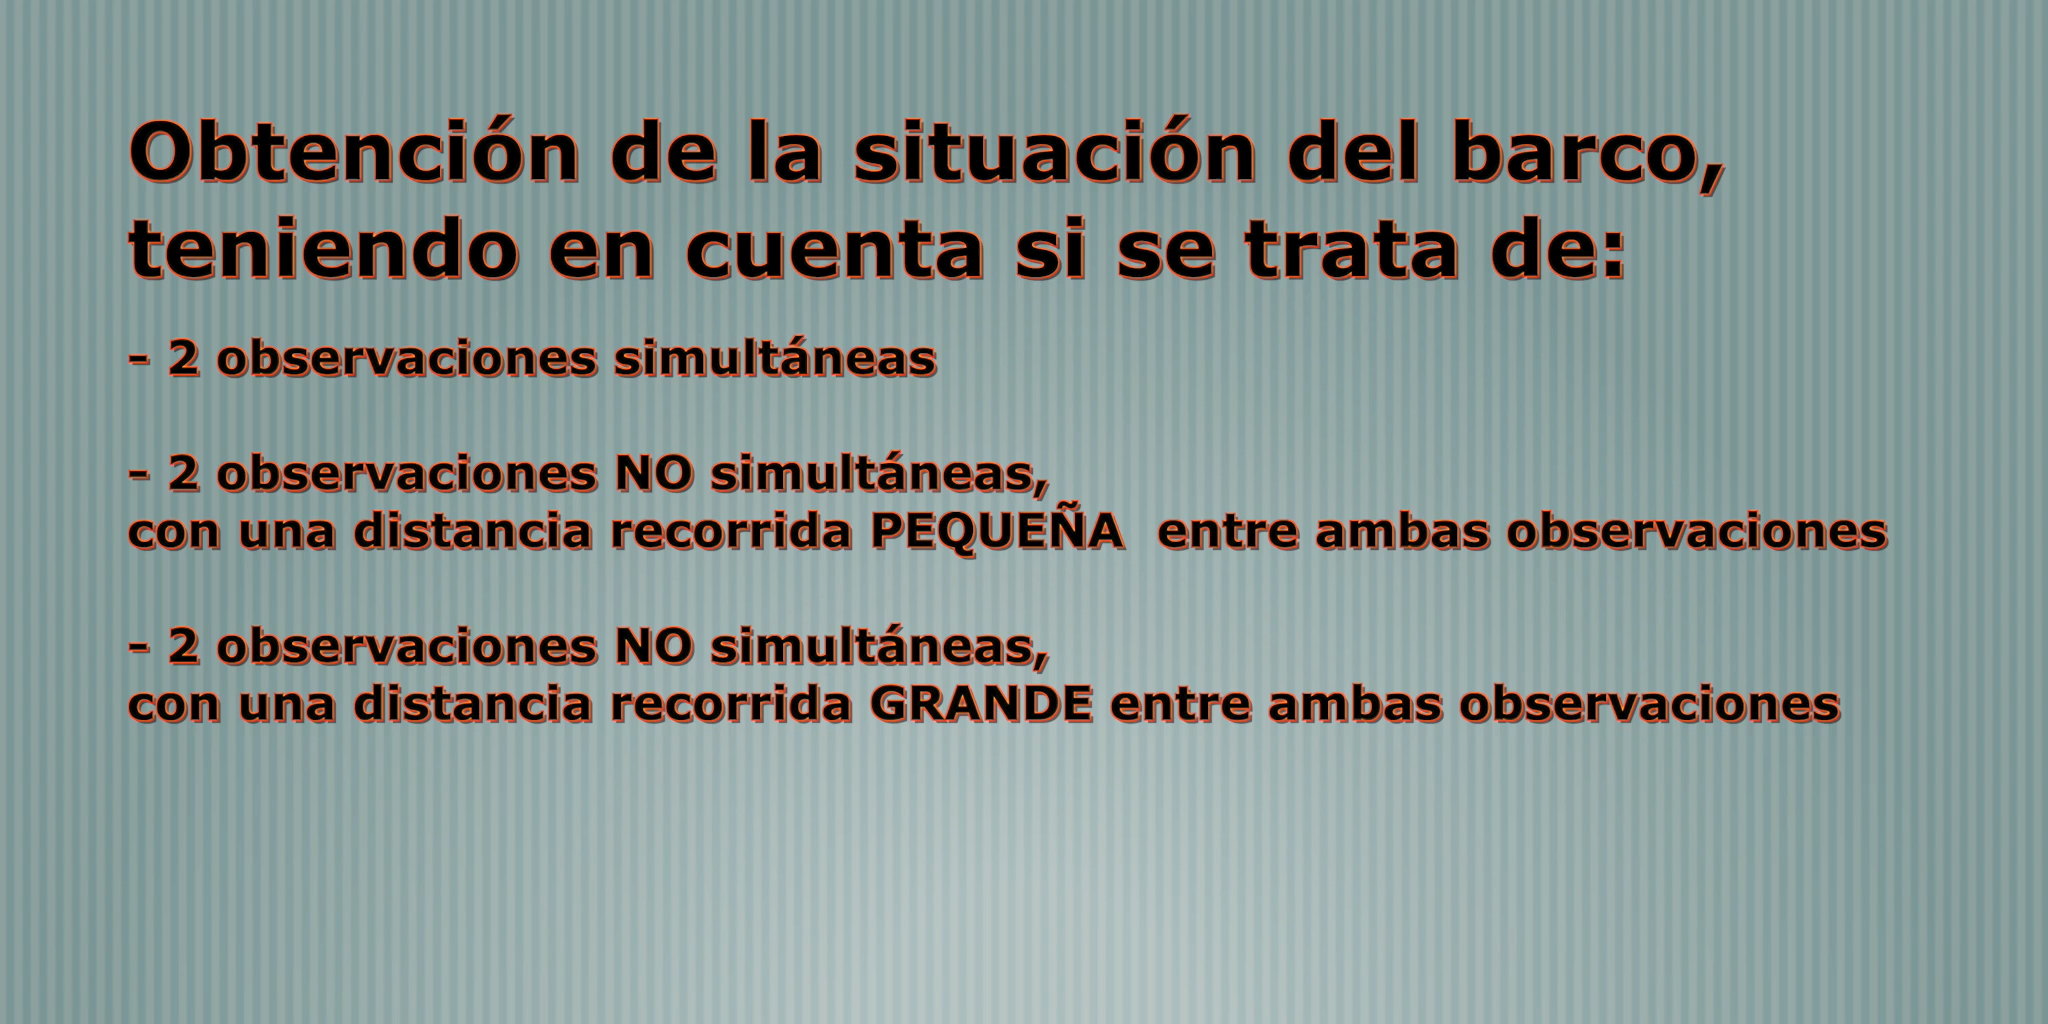 Obtención de la situación del barco,
teniendo en cuenta si se trata de:
- 2 observaciones simultáneas
- 2 observaciones NO simultáneas,
con una distancia recorrida PEQUEÑA entre ambas observaciones
- 2 observaciones NO simultáneas,
con una distancia recorrida GRANDE entre ambas observaciones